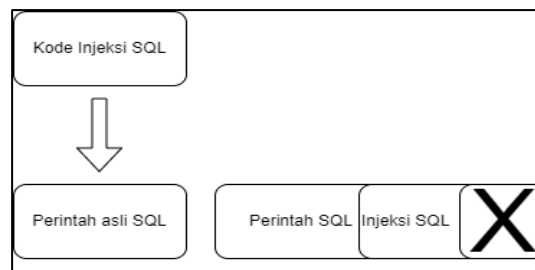 Kode Injeksi SQL
Perintah asli SQL
Perintah SQL
Injeksi SQL
X